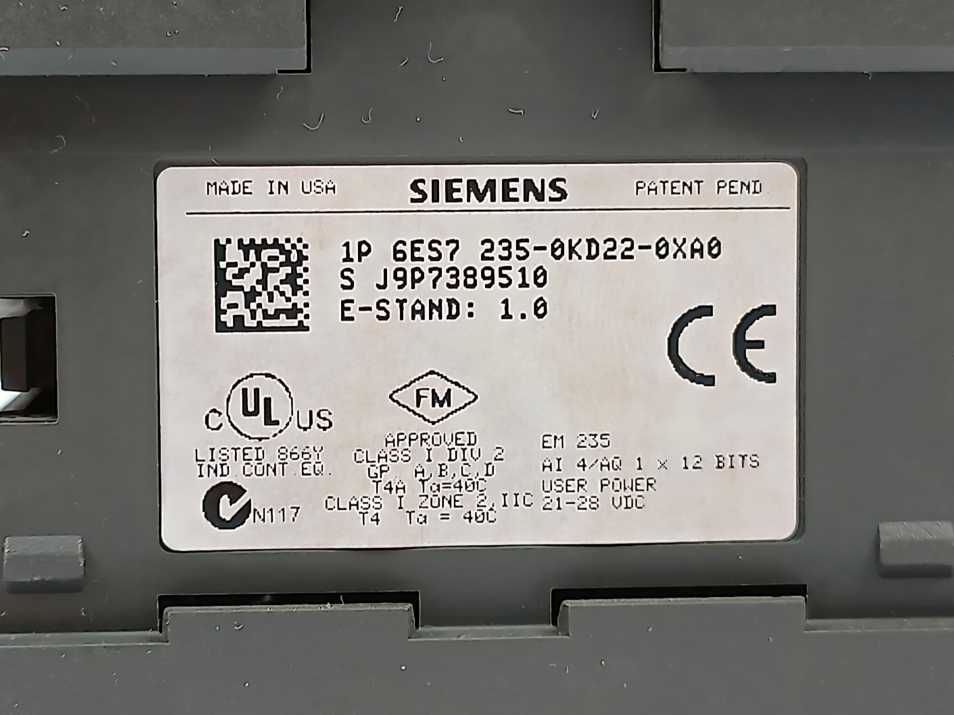 MADE IN USA SIEMENS PATENT PEND
1P 6ES7 235-0KD22-0XA0
S J9P7389510
E-STAND: 1.0
CE
C UL US
LISTED 866Y
IND CONT.EQ.
N117
FM
APPROVED
CLASS I DIV 2
GP A,B,C,D
T4A Ta=40C
CLASS I ZONE 2,IIC
T4 Ta = 40C
EM 235
AI 4/AQ 1 x 12 BITS
USER POWER
21-28 VDC